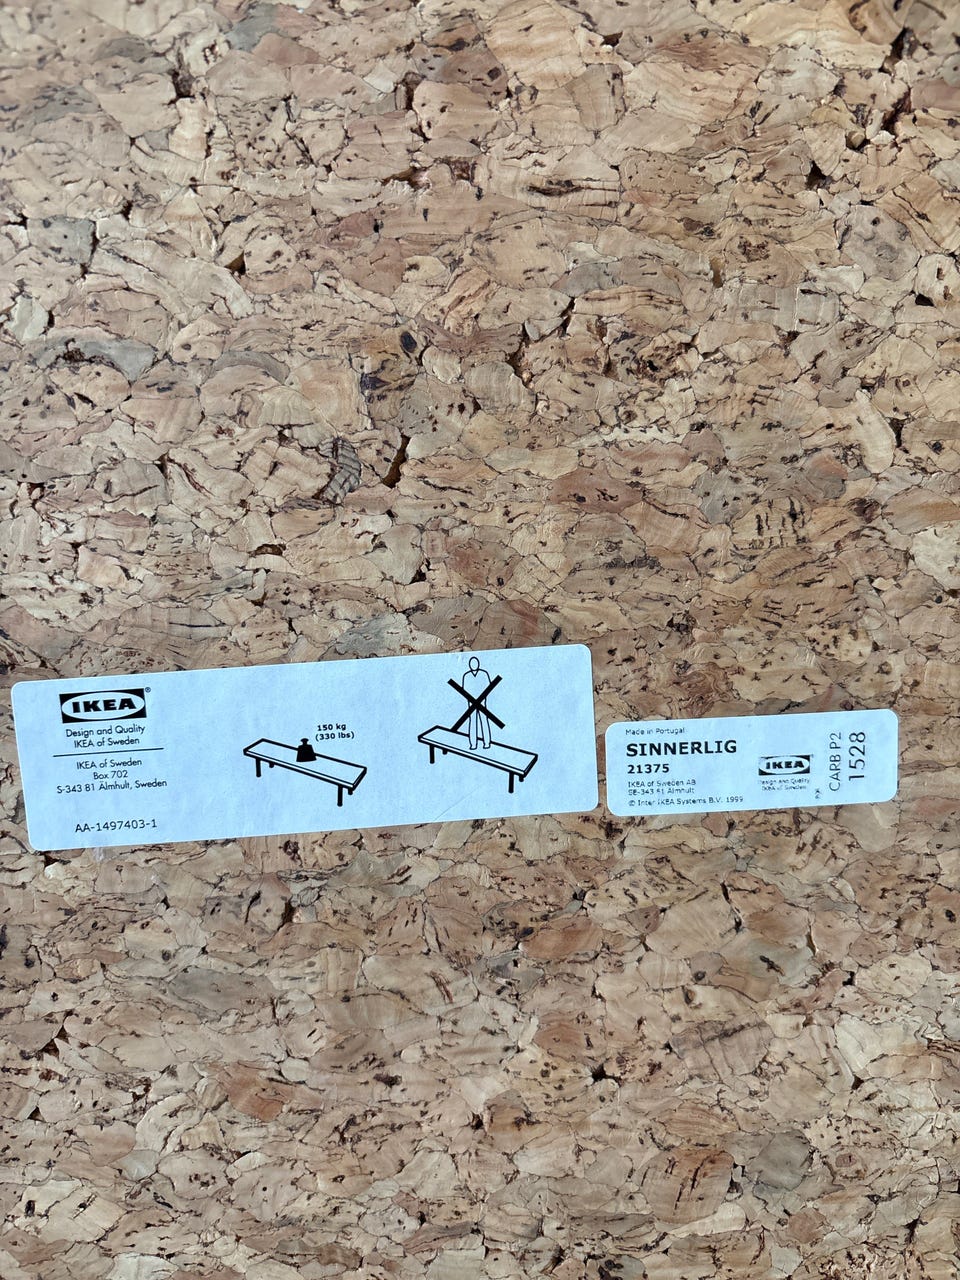 IKEA®
Design and Quality
IKEA of Sweden
IKEA of Sweden
Box 702
S-343 81 Älmhult, Sweden
AA-1497403-1
150 kg
(330 lbs)
Made in Portugal
SINNERLIG
21375
IKEA of Sweden AB
SE-343 81 Älmhult
© Inter IKEA Systems B.V. 1999
IKEA
Design and Quality
IKEA of Sweden
CARB P2
1528